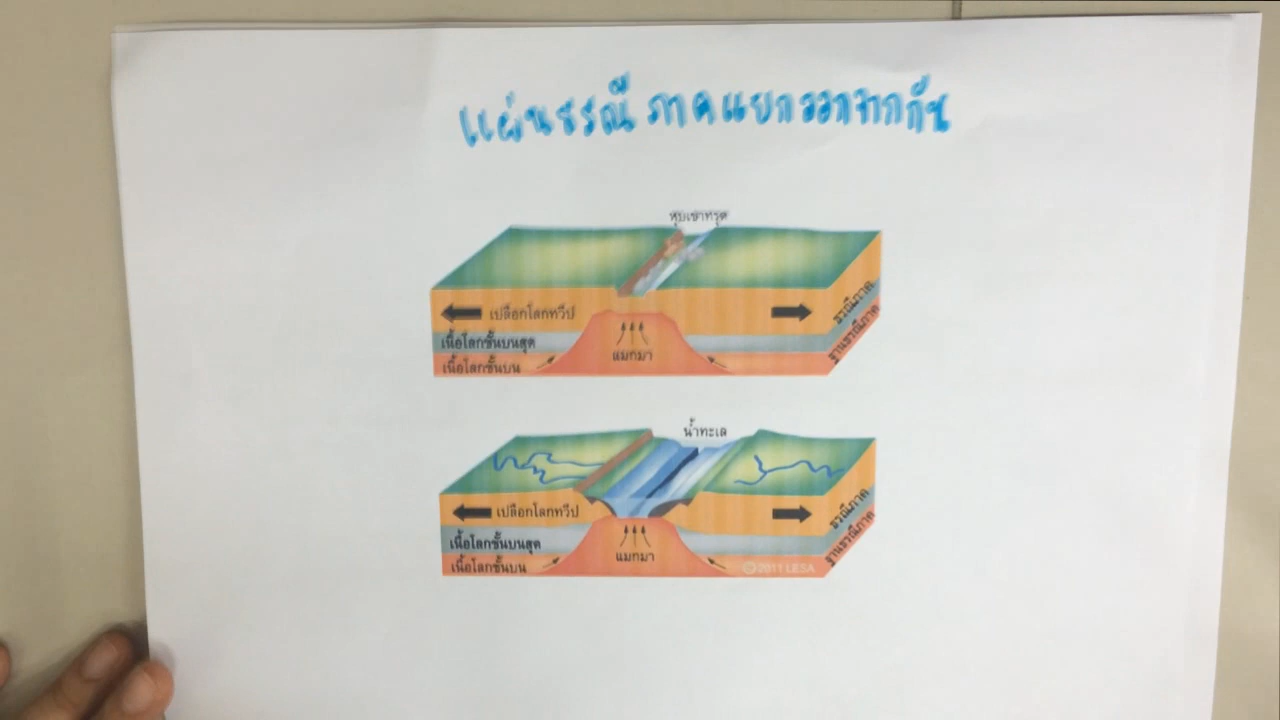 แผ่นธรณีภาคแยกออกจากกัน
หุบเขาทรุด
เปลือกโลกทวีป
เนื้อโลกชั้นบนสุด
เนื้อโลกชั้นบน
แมกมา
ธรณีภาค
ฐานธรณีภาค
น้ำทะเล
เปลือกโลกทวีป
เนื้อโลกชั้นบนสุด
เนื้อโลกชั้นบน
แมกมา
ธรณีภาค
ฐานธรณีภาค
© 2011 LESA